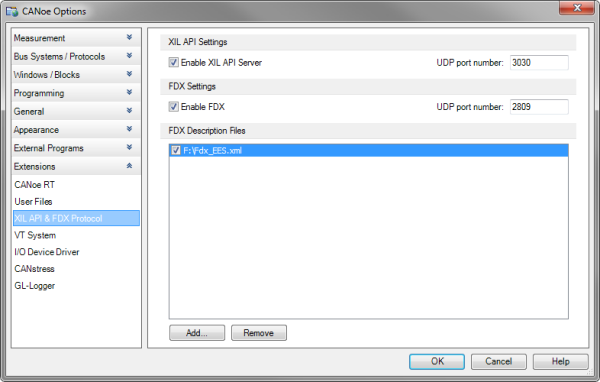 CANoe Options
Measurement
Bus Systems / Protocols
Windows / Blocks
Programming
General
Appearance
External Programs
Extensions
CANoe RT
User Files
XIL API & FDX Protocol
VT System
I/O Device Driver
CANstress
GL-Logger
XIL API Settings
Enable XIL API Server UDP port number: 3030
FDX Settings
Enable FDX UDP port number: 2809
FDX Description Files
F:\Fdx_EES.xml
Add... Remove
OK Cancel Help